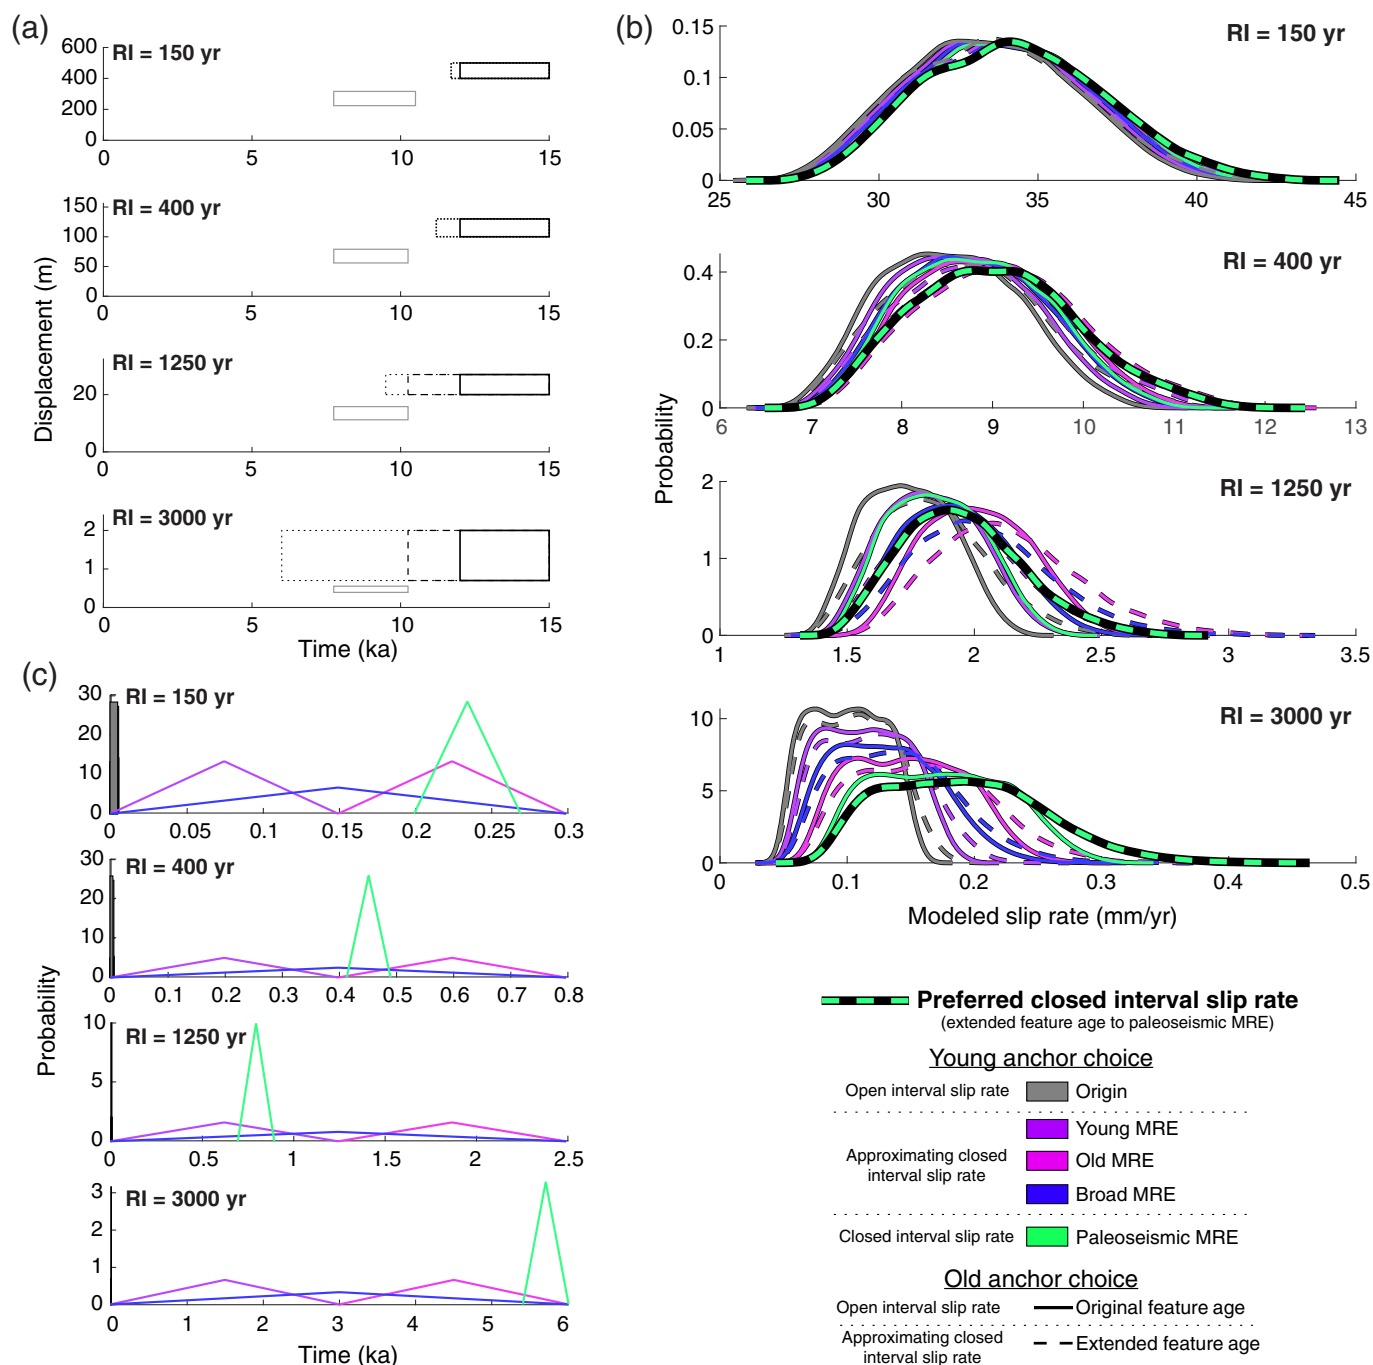 (a)
RI = 150 yr
600
400
200
0
0 5 10 15
RI = 400 yr
150
100
50
0
0 5 10 15
RI = 1250 yr
20
0
0 5 10 15
RI = 3000 yr
2
1
0
0 5 10 15
Displacement (m)
Time (ka)
(b)
RI = 150 yr
0.15
0.1
0.05
0
25 30 35 40 45
RI = 400 yr
0.4
0.2
0
6 7 8 9 10 11 12 13
RI = 1250 yr
2
1
0
1 1.5 2 2.5 3 3.5
RI = 3000 yr
10
5
0
0 0.1 0.2 0.3 0.4 0.5
Probability
Modeled slip rate (mm/yr)
(c)
RI = 150 yr
30
20
10
0
0 0.05 0.1 0.15 0.2 0.25 0.3
RI = 400 yr
30
20
10
0
0 0.1 0.2 0.3 0.4 0.5 0.6 0.7 0.8
RI = 1250 yr
10
5
0
0 0.5 1 1.5 2 2.5
RI = 3000 yr
3
2
1
0
0 1 2 3 4 5 6
Probability
Time (ka)
Preferred closed interval slip rate
(extended feature age to paleoseismic MRE)
Young anchor choice
Open interval slip rate Origin
Young MRE
Approximating closed
interval slip rate
Old MRE
Broad MRE
Closed interval slip rate Paleoseismic MRE
Old anchor choice
Open interval slip rate Original feature age
Approximating closed
interval slip rate
Extended feature age